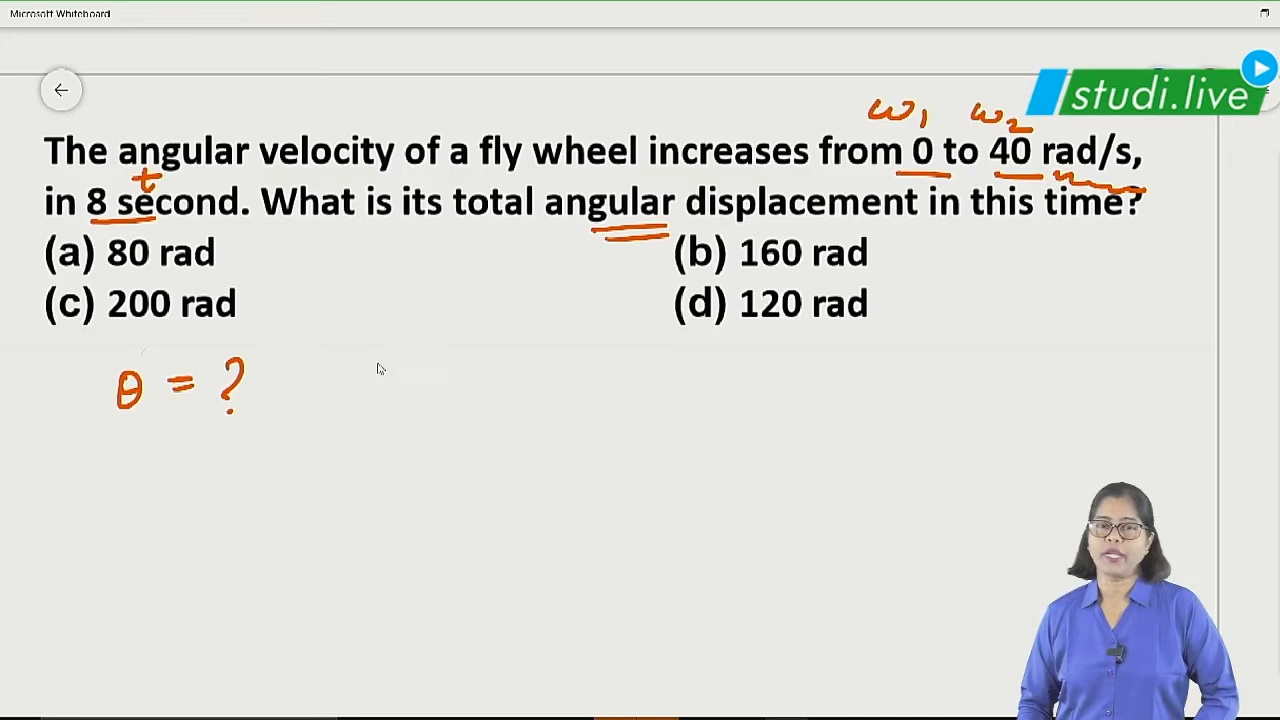 Microsoft Whiteboard
studi.live
ω₁ ω₂
The angular velocity of a fly wheel increases from 0 to 40 rad/s,
t
in 8 second. What is its total angular displacement in this time?
(a) 80 rad (b) 160 rad
(c) 200 rad (d) 120 rad
θ = ?